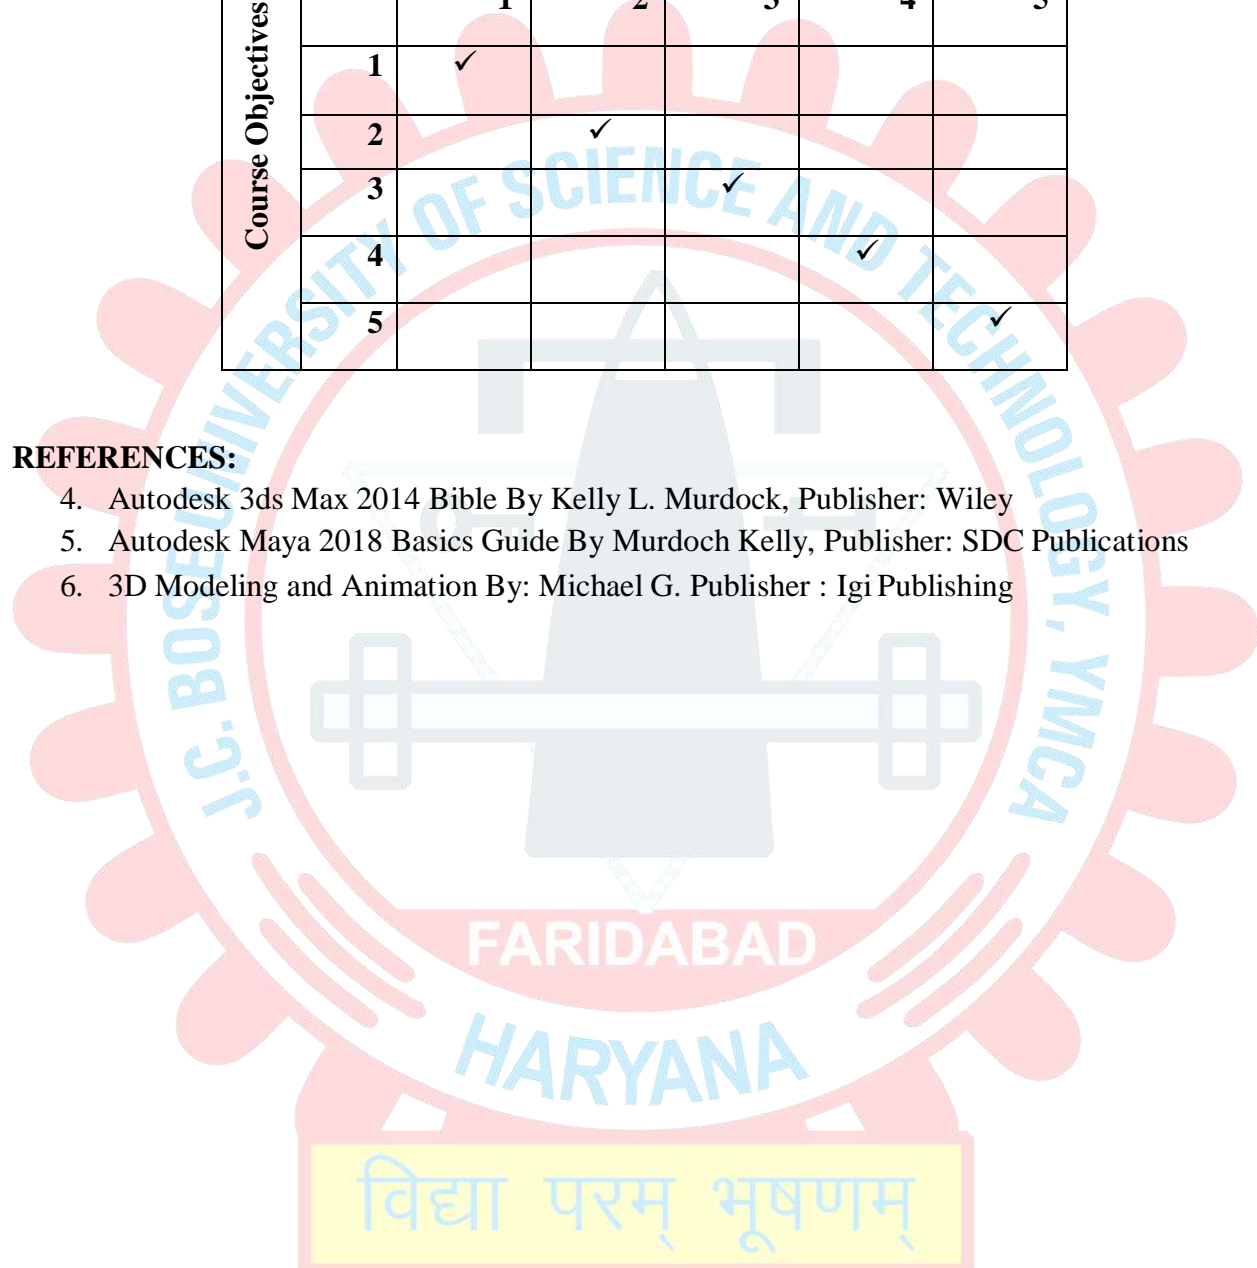 1 2 3 4 5
Course Objectives
1 ✓
2 ✓
3 ✓
4 ✓
5 ✓
REFERENCES:
4. Autodesk 3ds Max 2014 Bible By Kelly L. Murdock, Publisher: Wiley
5. Autodesk Maya 2018 Basics Guide By Murdoch Kelly, Publisher: SDC Publications
6. 3D Modeling and Animation By: Michael G. Publisher : Igi Publishing
J.C. BOSE UNIVERSITY OF SCIENCE AND TECHNOLOGY, YMCA
FARIDABAD
HARYANA
विद्या परम् भूषणम्